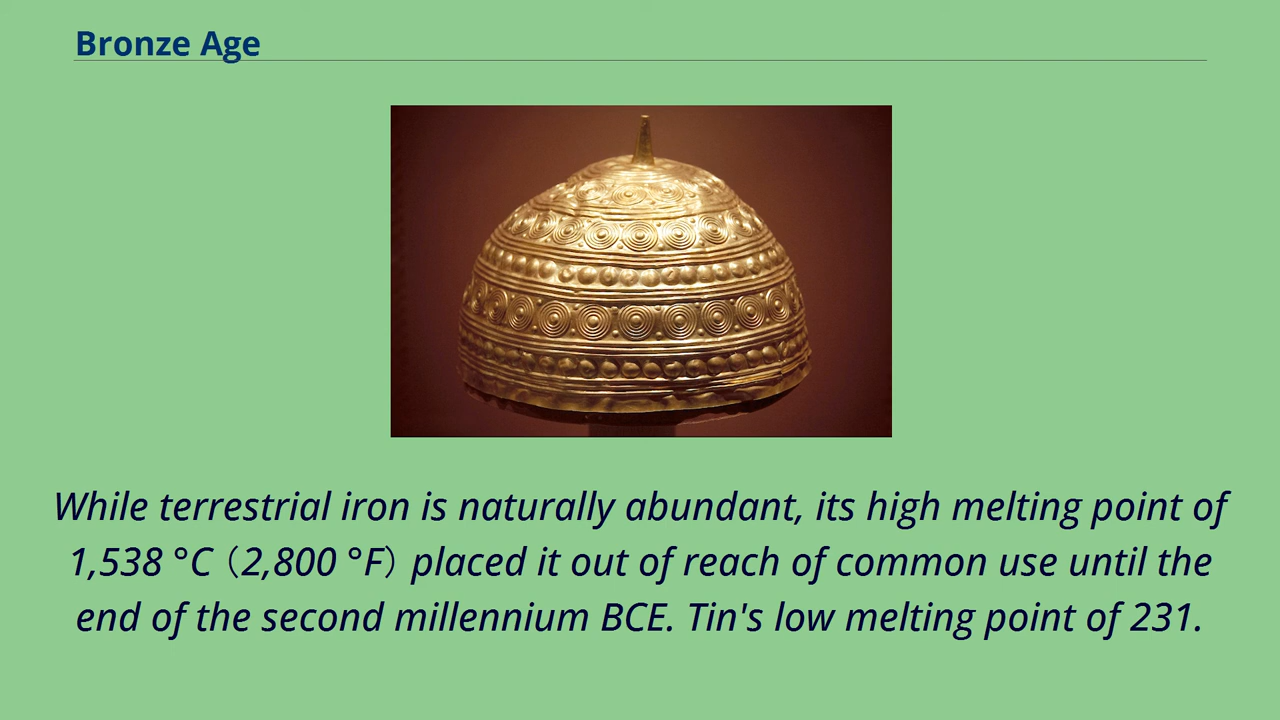 Bronze Age
While terrestrial iron is naturally abundant, its high melting point of
1,538 °C（2,800 °F）placed it out of reach of common use until the
end of the second millennium BCE. Tin's low melting point of 231.